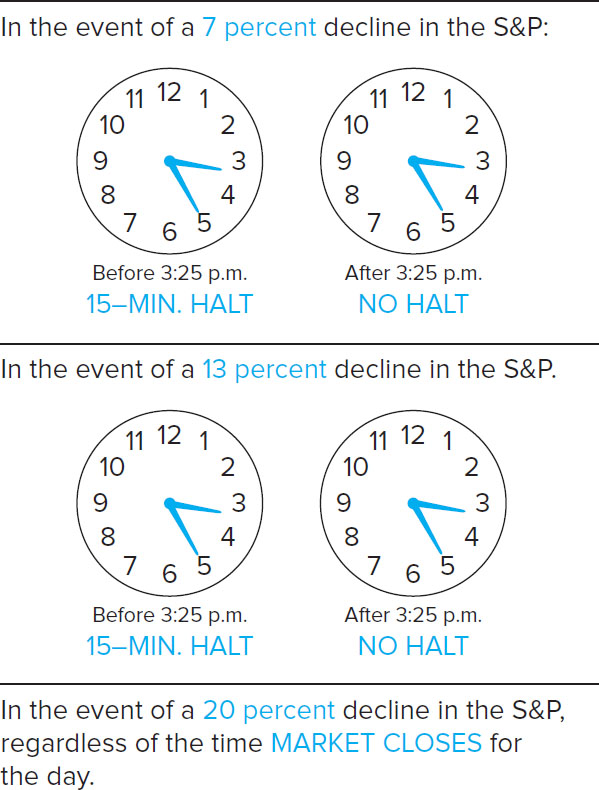 In the event of a 7 percent decline in the S&P:
11 12 1
10 2
9 3
8 4
7 6 5
11 12 1
10 2
9 3
8 4
7 6 5
Before 3:25 p.m.
15–MIN. HALT
After 3:25 p.m.
NO HALT
In the event of a 13 percent decline in the S&P.
11 12 1
10 2
9 3
8 4
7 6 5
11 12 1
10 2
9 3
8 4
7 6 5
Before 3:25 p.m.
15–MIN. HALT
After 3:25 p.m.
NO HALT
In the event of a 20 percent decline in the S&P,
regardless of the time MARKET CLOSES for
the day.